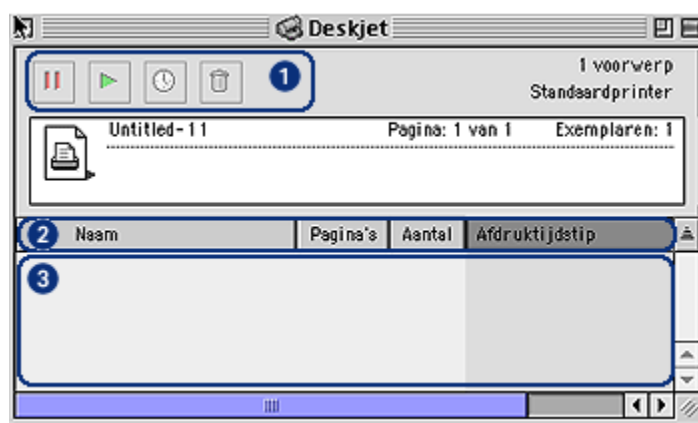 Deskjet
1
1 voorwerp
Standaardprinter
Untitled-11 Pagina: 1 van 1 Exemplaren: 1
2 Naam Pagina's Aantal Afdruktijdstip
3